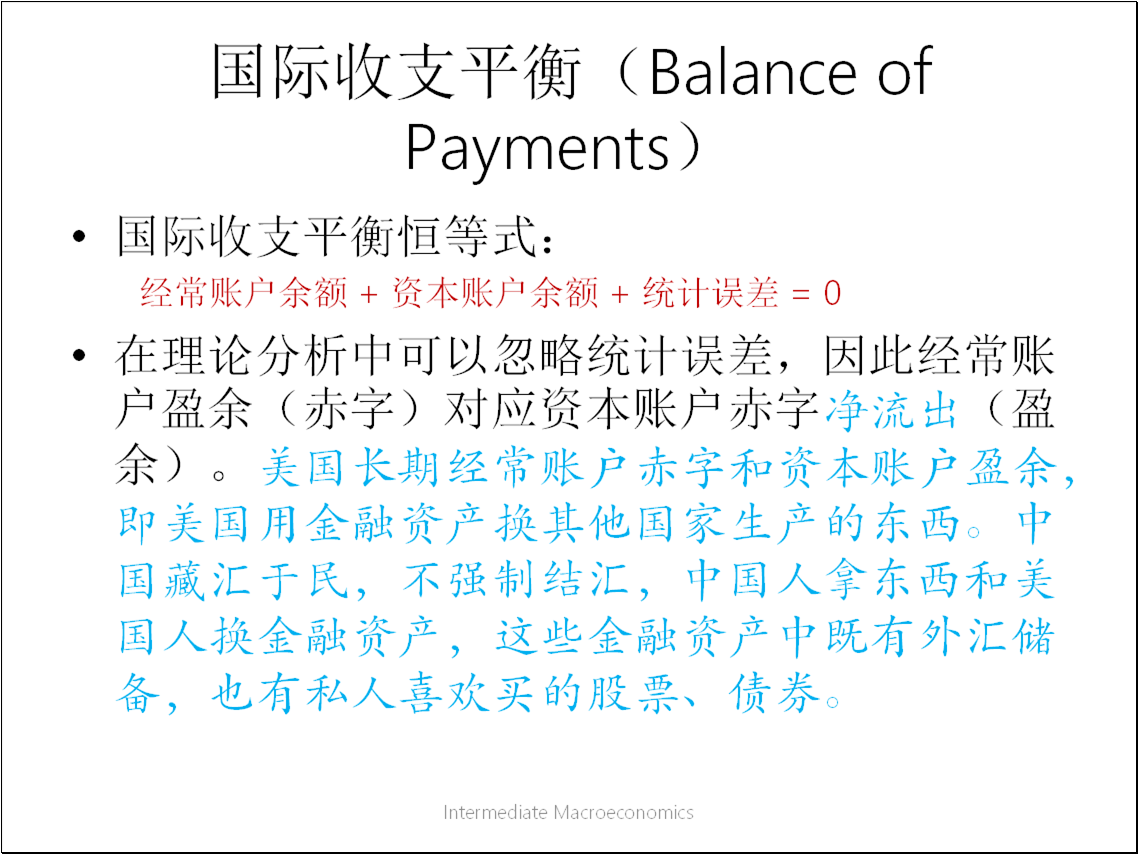 国际收支平衡（Balance of
Payments）
• 国际收支平衡恒等式：
经常账户余额 + 资本账户余额 + 统计误差 = 0
• 在理论分析中可以忽略统计误差，因此经常账
户盈余（赤字）对应资本账户赤字净流出（盈
余）。美国长期经常账户赤字和资本账户盈余，
即美国用金融资产换其他国家生产的东西。中
国藏汇于民，不强制结汇，中国人拿东西和美
国人换金融资产，这些金融资产中既有外汇储
备，也有私人喜欢买的股票、债券。
Intermediate Macroeconomics